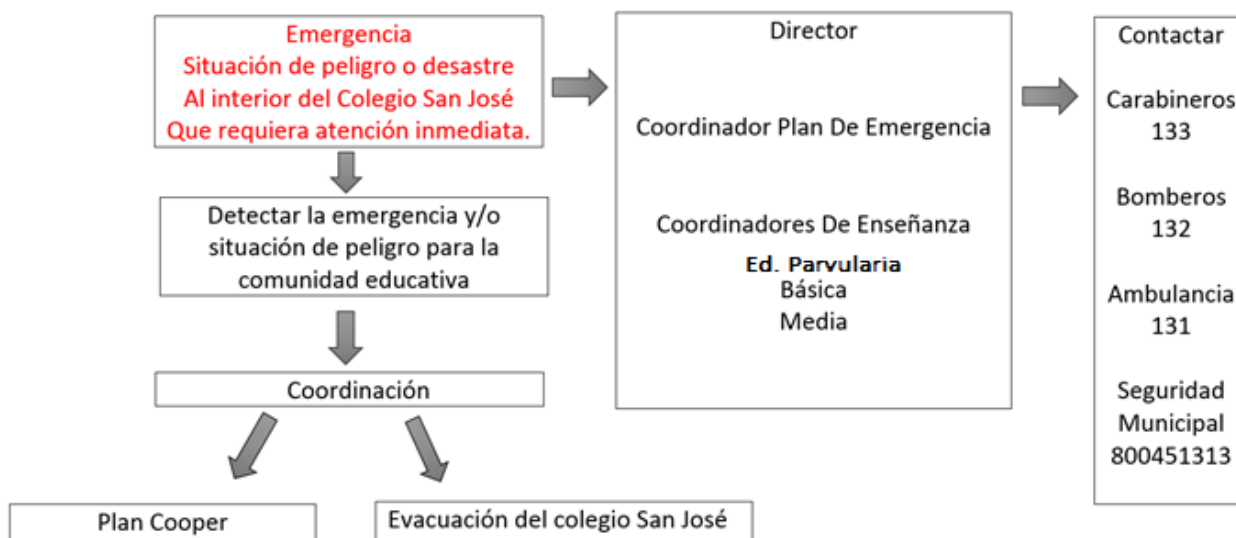 Emergencia
Situación de peligro o desastre
Al interior del Colegio San José
Que requiera atención inmediata.
Detectar la emergencia y/o
situación de peligro para la
comunidad educativa
Coordinación
Plan Cooper
Evacuación del colegio San José
Director
Coordinador Plan De Emergencia
Coordinadores De Enseñanza
Ed. Parvularia
Básica
Media
Contactar
Carabineros
133
Bomberos
132
Ambulancia
131
Seguridad
Municipal
800451313